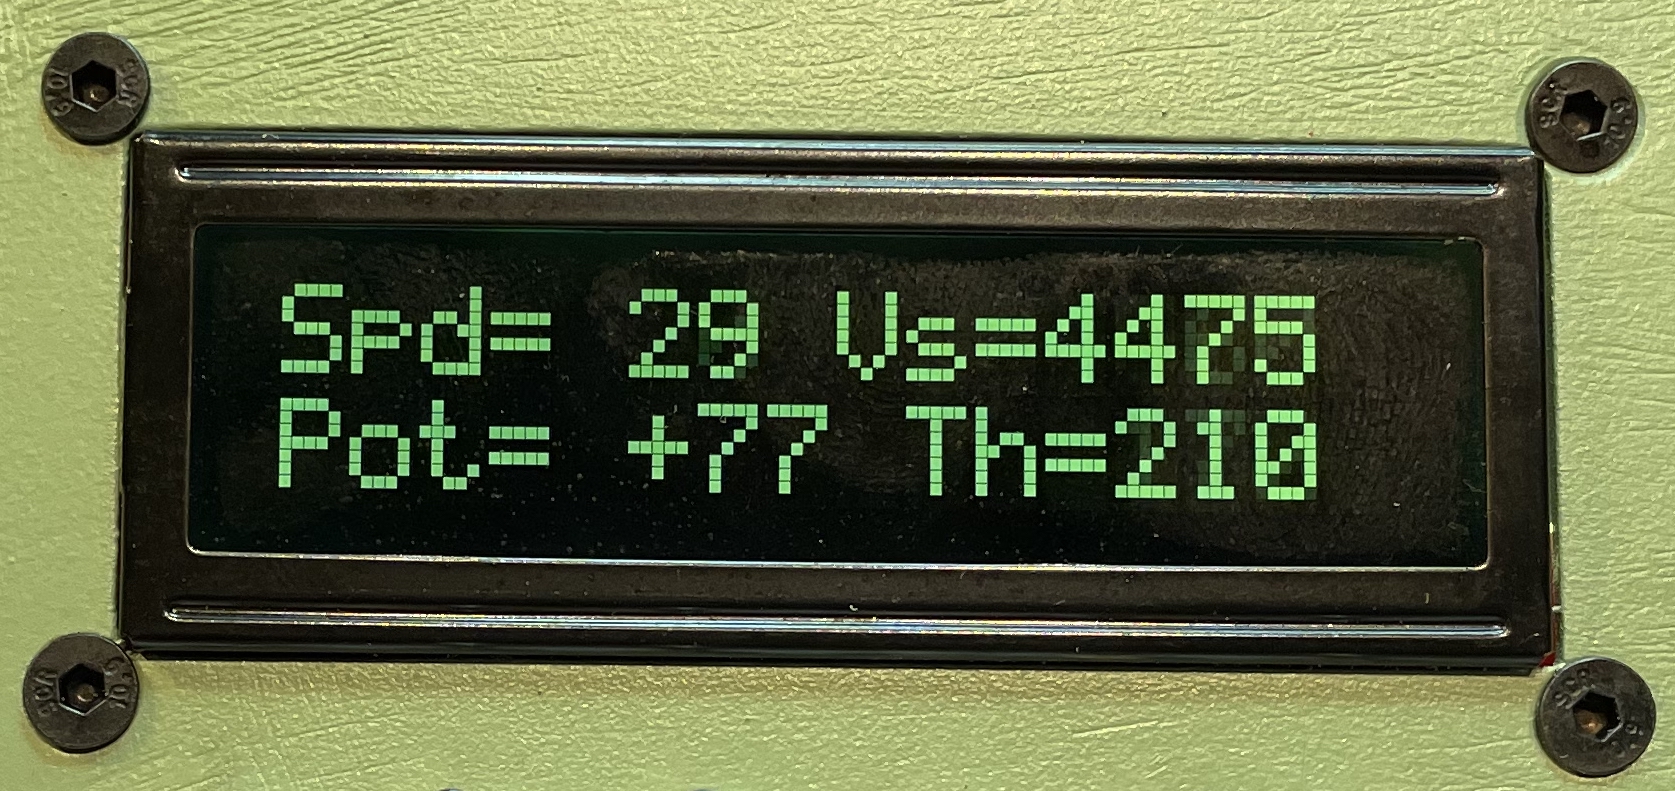 Spd= 29 Vs=4475
Pot= +77 Th=210